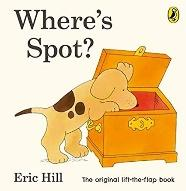 Where's
Spot?
Eric Hill
The original lift-the-flap book